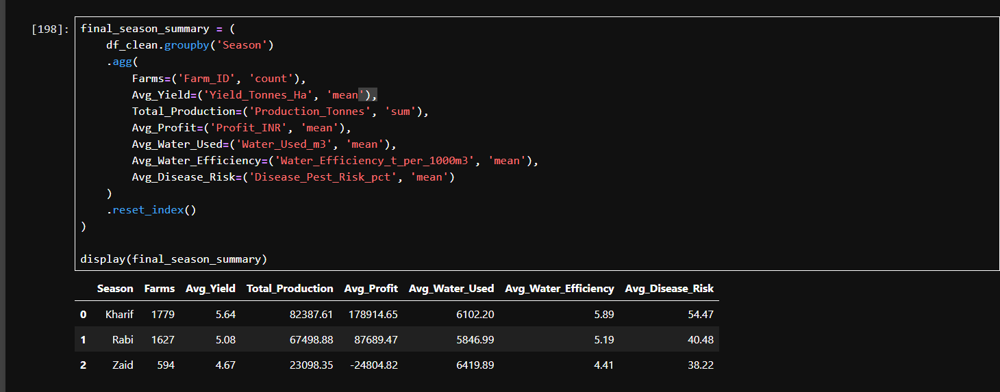 [198]:
final_season_summary = (
    df_clean.groupby('Season')
    .agg(
        Farms=('Farm_ID', 'count'),
        Avg_Yield=('Yield_Tonnes_Ha', 'mean'),
        Total_Production=('Production_Tonnes', 'sum'),
        Avg_Profit=('Profit_INR', 'mean'),
        Avg_Water_Used=('Water_Used_m3', 'mean'),
        Avg_Water_Efficiency=('Water_Efficiency_t_per_1000m3', 'mean'),
        Avg_Disease_Risk=('Disease_Pest_Risk_pct', 'mean')
    )
    .reset_index()
)
display(final_season_summary)
Season Farms Avg_Yield Total_Production Avg_Profit Avg_Water_Used Avg_Water_Efficiency Avg_Disease_Risk
0 Kharif 1779 5.64 82387.61 178914.65 6102.20 5.89 54.47
1 Rabi 1627 5.08 67498.88 87689.47 5846.99 5.19 40.48
2 Zaid 594 4.67 23098.35 -24804.82 6419.89 4.41 38.22